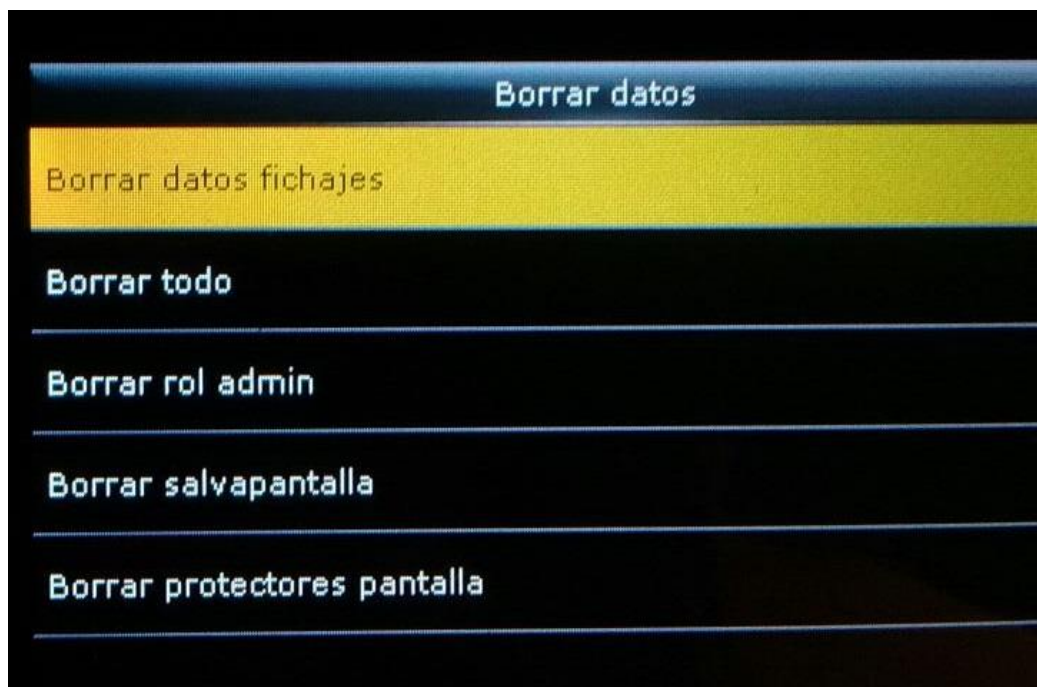 Borrar datos
Borrar datos fichajes
Borrar todo
Borrar rol admin
Borrar salvapantalla
Borrar protectores pantalla